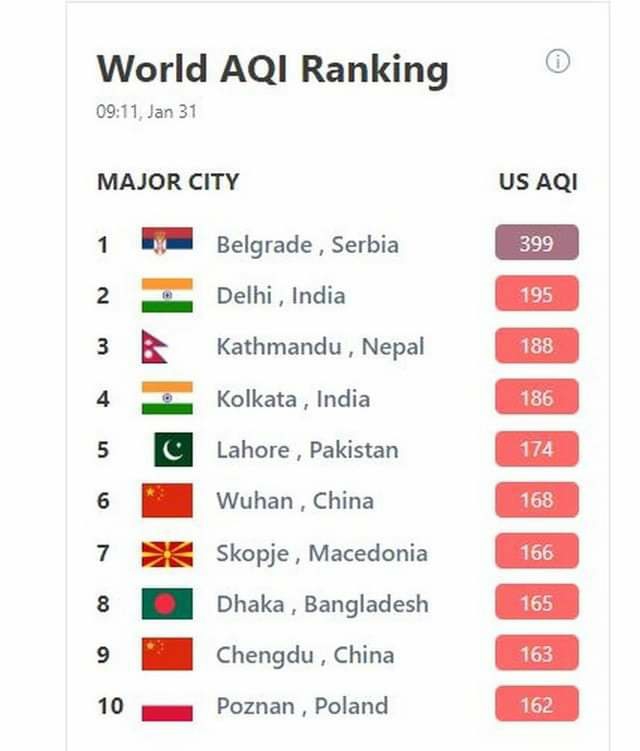 World AQI Ranking
09:11, Jan 31
MAJOR CITY US AQI
1 Belgrade , Serbia 399
2 Delhi , India 195
3 Kathmandu , Nepal 188
4 Kolkata , India 186
5 Lahore , Pakistan 174
6 Wuhan , China 168
7 Skopje , Macedonia 166
8 Dhaka , Bangladesh 165
9 Chengdu , China 163
10 Poznan , Poland 162